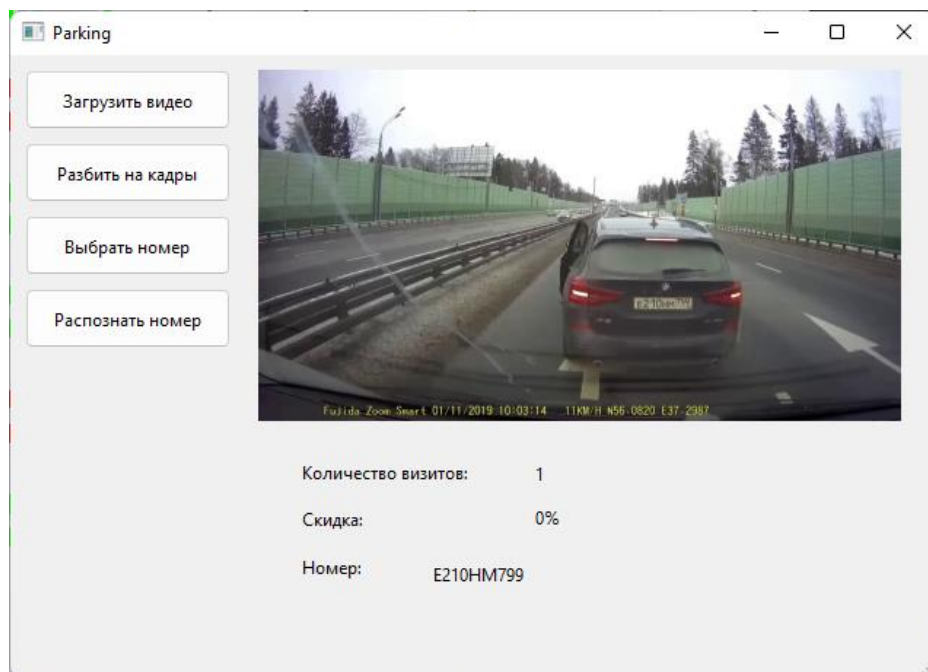 Parking
Загрузить видео
Разбить на кадры
Выбрать номер
Распознать номер
Е210нм799
Fujida Zoom Smart 01/11/2019 10:03:14 11KM/H N56.0820 E37.2987
Количество визитов: 1
Скидка: 0%
Номер: E210HM799